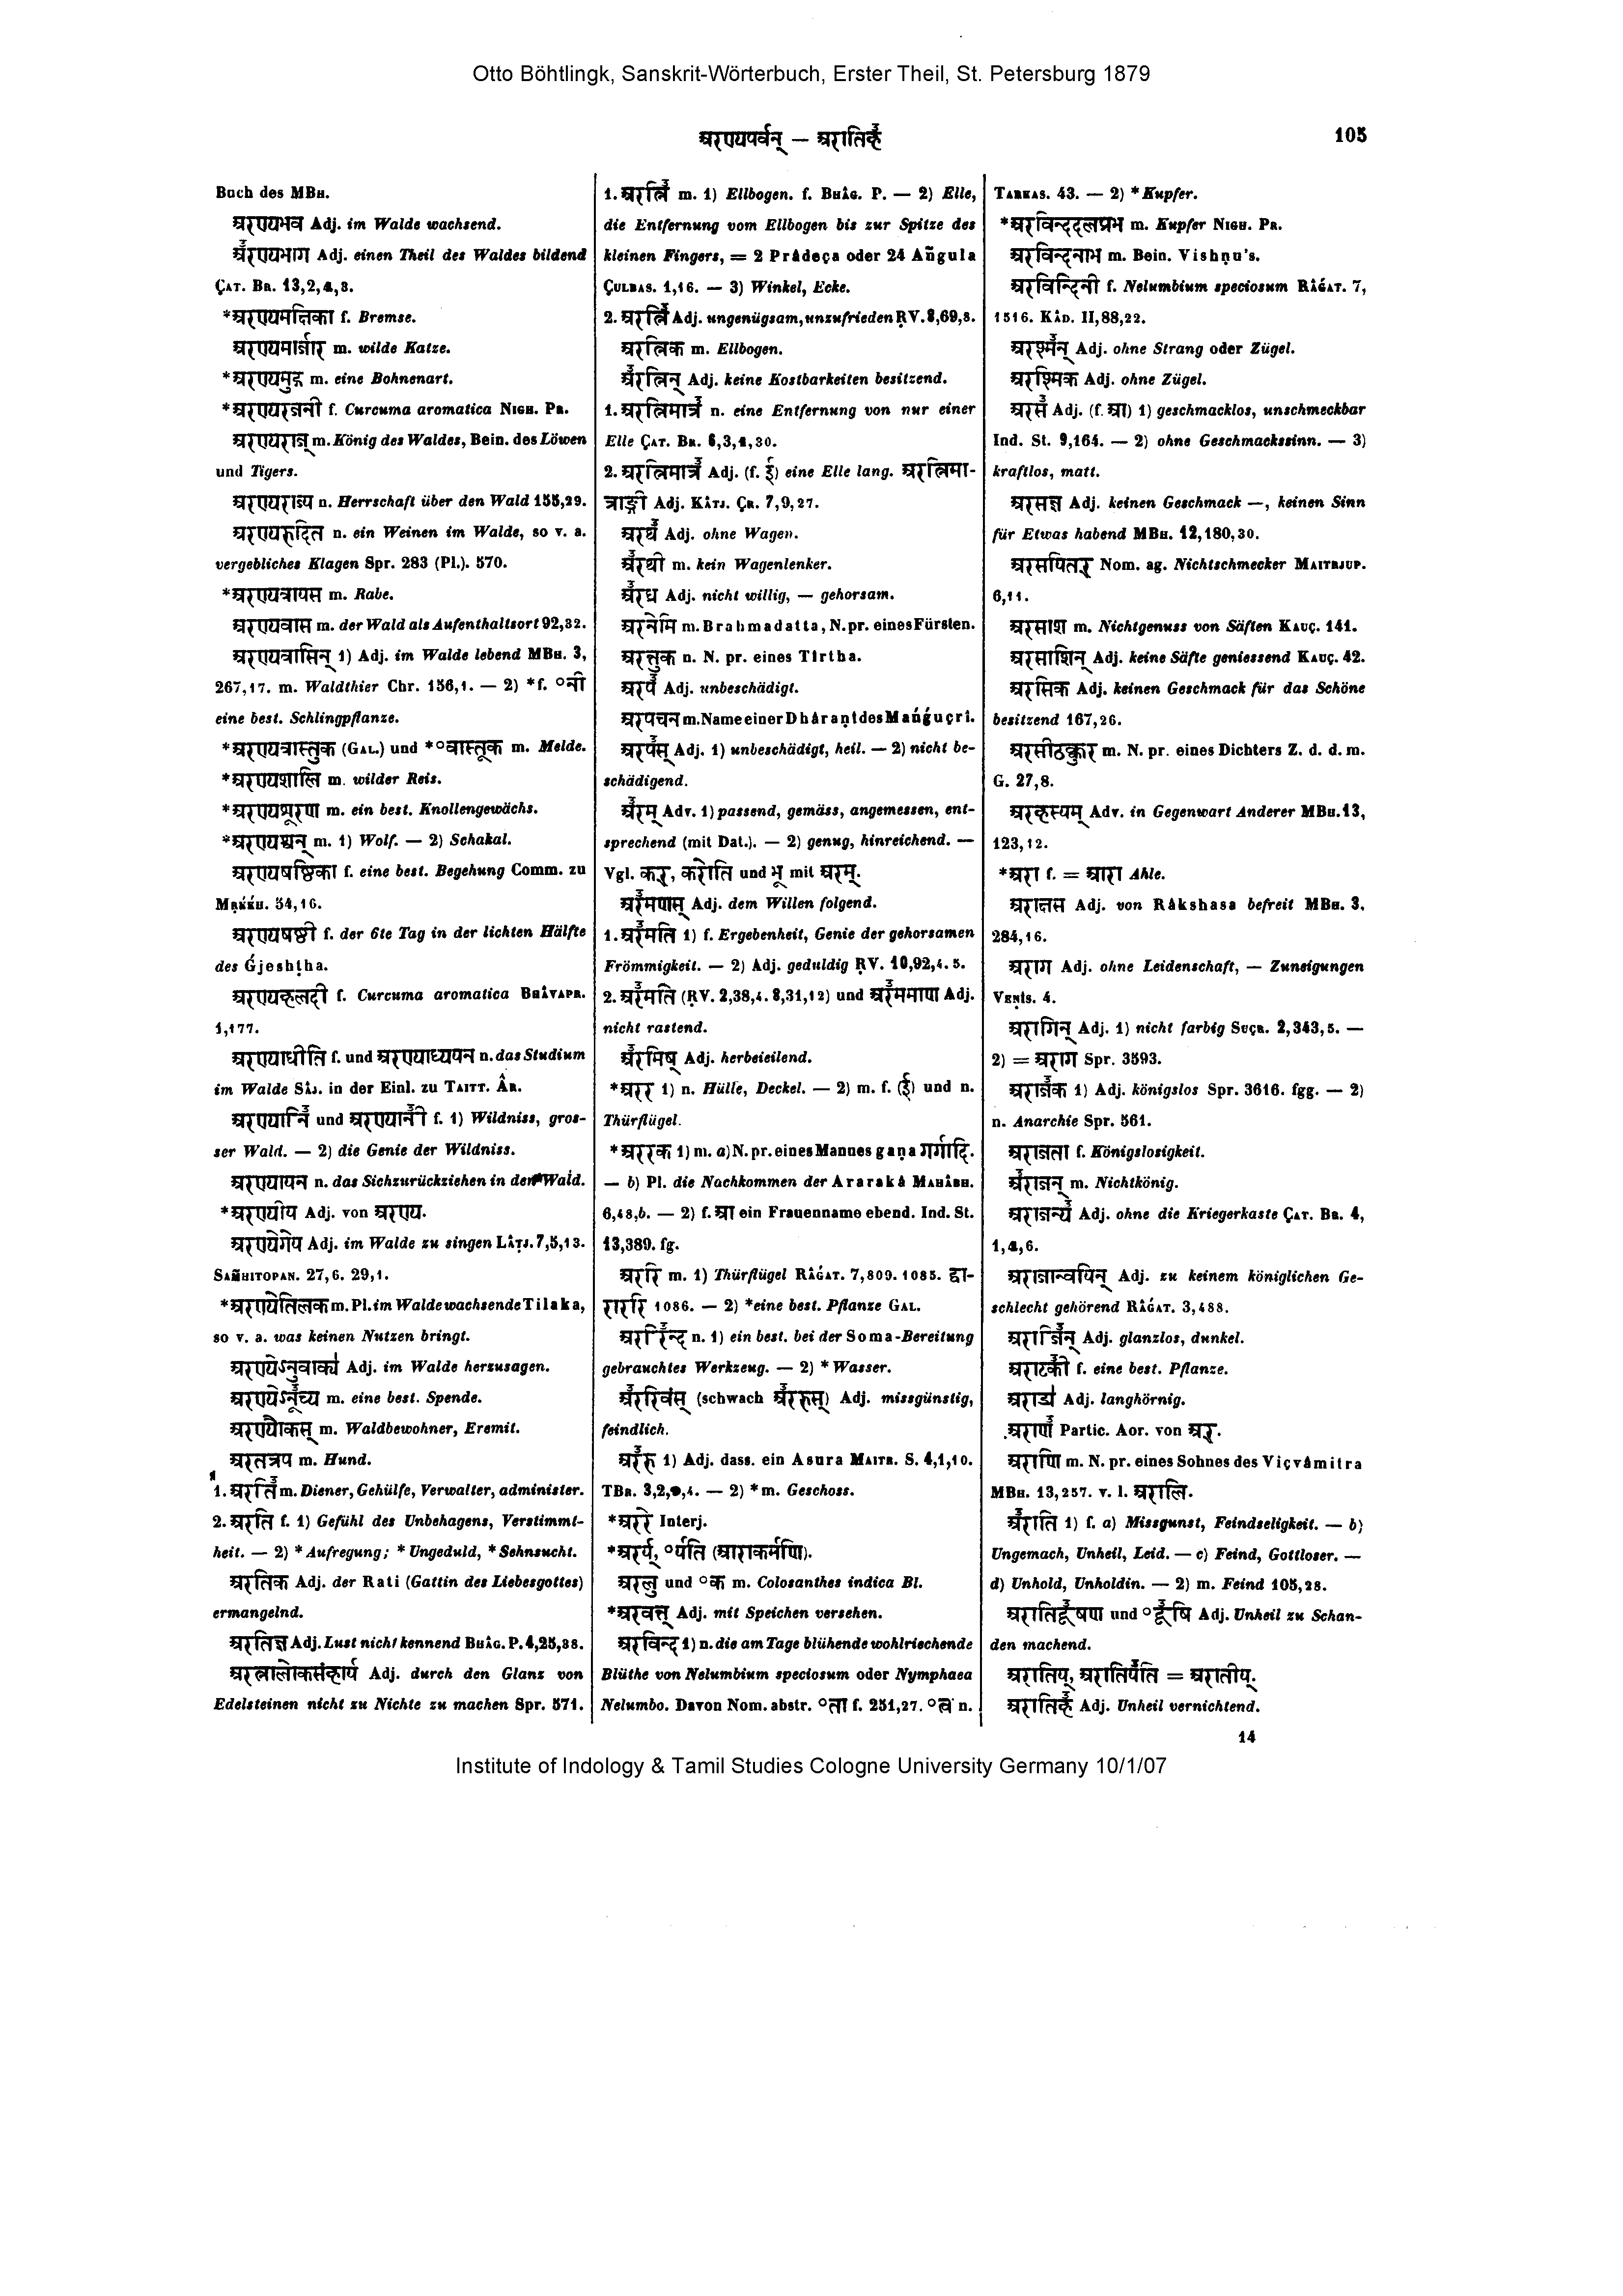 Otto Böhtlingk, Sanskrit-Wörterbuch, Erster Theil, St. Petersburg 1879
अरण्यपर्वन् — अरातिहँ
105
Buch des MBH.
अरण्यभव Adj. im Walde wachsend.
अँरण्यभाग Adj. einen Theil des Waldes bildend
ÇAT. BR. 13,2,4,3.
*अरण्यमक्षिका f. Bremse.
अरण्यमार्जार m. wilde Katze.
*अरण्यमुद्ग m. eine Bohnenart.
*अरण्यरजनी f. Curcuma aromatica NIGH. PR.
अरण्यराज् m. König des Waldes, Bein. des Löwen
und Tigers.
अरण्यराज्य n. Herrschaft über den Wald 155,29.
अरण्यरुदित n. ein Weinen im Walde, so v. a.
vergebliches Klagen Spr. 283 (Pl.). 570.
*अरण्यवायस m. Rabe.
अरण्यवास m. der Wald als Aufenthaltsort 92,32.
अरण्यवासिन् 1) Adj. im Walde lebend MBH. 3,
267,17. m. Waldthier Chr. 156,1. — 2) *f. °नी
eine best. Schlingpflanze.
*अरण्यवास्तुक (GAL.) und *°वास्तूक m. Melde.
*अरण्यशालि m. wilder Reis.
*अरण्यशूरण m. ein best. Knollengewächs.
*अरण्यश्वन् m. 1) Wolf. — 2) Schakal.
अरण्यषष्ठिका f. eine best. Begehung Comm. zu
MṚKKH. 54,16.
अरण्यषष्ठी f. der 6te Tag in der lichten Hälfte
des Ǵjeshṭha.
अरण्यहलदी f. Curcuma aromatica BHÂVAPR.
1,177.
अरण्याधीति f. und अरण्याध्ययन n. das Studium
im Walde SÂJ. in der Einl. zu TAITT. ÂR.
अरण्यानिँ und अरण्यानीँ f. 1) Wildniss, gros-
ser Wald. — 2) die Genie der Wildniss.
अरण्यायन n. das Sichzurückziehen in den Wald.
*अरण्यीय Adj. von अरण्य.
अरण्येगेय Adj. im Walde zu singen LÂṬJ. 7,5,13.
SAM̃HITOPAN. 27,6. 29,1.
*अरण्येतिलक m. Pl. im Walde wachsende Tilaka,
so v. a. was keinen Nutzen bringt.
अरण्येऽनुवाक्य Adj. im Walde herzusagen.
अरण्येऽनूँच्य m. eine best. Spende.
अरण्यौकस् m. Waldbewohner, Eremit.
अरतत्रप m. Hund.
1. अरतिँ m. Diener, Gehülfe, Verwalter, administer.
2. अरति f. 1) Gefühl des Unbehagens, Verstimmt-
heit. — 2) *Aufregung; *Ungeduld, *Sehnsucht.
अरतिक Adj. der Rati (Gattin des Liebesgottes)
ermangelnd.
अरतिज्ञ Adj. Lust nicht kennend BHÂG. P. 4,25,38.
अरत्नालोकसंहार्य Adj. durch den Glanz von
Edelsteinen nicht zu Nichte zu machen Spr. 571.
1. अरत्निँ m. 1) Ellbogen. f. BHÂG. P. — 2) Elle,
die Entfernung vom Ellbogen bis zur Spitze des
kleinen Fingers, = 2 Prâdeça oder 24 Aṅgula
ÇULBAS. 1,16. — 3) Winkel, Ecke.
2. अरत्निँ Adj. ungenügsam, unzufrieden ṚV. 8,69,8.
अरत्निक m. Ellbogen.
अँरत्निन् Adj. keine Kostbarkeiten besitzend.
1. अरत्निमात्रँ n. eine Entfernung von nur einer
Elle ÇAT. BR. 6,3,1,30.
2. अरत्निमात्रँ Adj. (f. ई) eine Elle lang. अरत्निमा-
त्राङ्गी Adj. KÂTJ. ÇR. 7,9,27.
अरथँ Adj. ohne Wagen.
अँरथी m. kein Wagenlenker.
अँरध्र Adj. nicht willig, — gehorsam.
अरनेमि m. Brahmadatta, N. pr. eines Fürsten.
अरन्तुक n. N. pr. eines Tîrtha.
अरपँ Adj. unbeschädigt.
अरपचन m. Name einer Dhâraṇî des Mańǵuçrî.
अरपँस् Adj. 1) unbeschädigt, heil. — 2) nicht be-
schädigend.
अँरम् Adv. 1) passend, gemäss, angemessen, ent-
sprechend (mit Dat.). — 2) genug, hinreichend. —
Vgl. कर्, करोति und भू mit अरम्.
अरँमणस् Adj. dem Willen folgend.
1. अरँमति 1) f. Ergebenheit, Genie der gehorsamen
Frömmigkeit. — 2) Adj. geduldig ṚV. 10,92,4. 5.
2. अरँमति (ṚV. 2,38,4. 8,31,12) und अरँममाण Adj.
nicht rastend.
अँरमिष् Adj. herbeieilend.
*अरर 1) n. Hülle, Deckel. — 2) m. f. (ई) und n.
Thürflügel.
*अररक 1) m. a) N. pr. eines Mannes gaṇa गर्गादि.
— b) Pl. die Nachkommen der Ararakâ MAHÂBH.
6,48,b. — 2) f. आ ein Frauenname ebend. Ind. St.
13,389. fg.
अररि m. 1) Thürflügel RÂǴAT. 7,809. 1085. द्वा-
रारि 1086. — 2) *eine best. Pflanze GAL.
अररिँन्द n. 1) ein best. bei der Soma-Bereitung
gebrauchtes Werkzeug. — 2) *Wasser.
अँररिवंस् (schwach अँररुस्) Adj. missgünstig,
feindlich.
अरँरु 1) Adj. dass. ein Asura MAITR. S. 4,1,10.
TBR. 3,2,9,4. — 2) *m. Geschoss.
*अररे Interj.
*अरर्य्, °र्यति (आराकर्मणि).
अरलु und °क m. Colosanthes indica Bl.
*अरवत् Adj. mit Speichen versehen.
अरविन्द 1) n. die am Tage blühende wohlriechende
Blüthe von Nelumbium speciosum oder Nymphaea
Nelumbo. Davon Nom. abstr. °ता f. 251,27. °त्व n.
TARKAS. 43. — 2) *Kupfer.
*अरविन्ददलप्रभ m. Kupfer NIGH. PR.
अरविन्दनाभ m. Bein. Vishṇu's.
अरविन्दिनी f. Nelumbium speciosum RÂǴAT. 7,
1516. KÂD. II,88,22.
अरश्मँन् Adj. ohne Strang oder Zügel.
अरश्मिक Adj. ohne Zügel.
अरसँ Adj. (f. आ) 1) geschmacklos, unschmeckbar
Ind. St. 9,164. — 2) ohne Geschmackssinn. — 3)
kraftlos, matt.
अरसज्ञ Adj. keinen Geschmack —, keinen Sinn
für Etwas habend MBH. 12,180,30.
अरसयितर् Nom. ag. Nichtschmecker MAITRJUP.
6,11.
अरसाश m. Nichtgenuss von Säften KAUÇ. 141.
अरसाशिन् Adj. keine Säfte geniessend KAUÇ. 42.
अरसिक Adj. keinen Geschmack für das Schöne
besitzend 167,26.
अरसीठक्कुर m. N. pr. eines Dichters Z. d. d. m.
G. 27,8.
अरहस्यम् Adv. in Gegenwart Anderer MBH. 13,
123,12.
*अरा f. = आरा Ahle.
अराक्षस Adj. von Râkshasa befreit MBH. 3,
284,16.
अराग Adj. ohne Leidenschaft, — Zuneigungen
VEṆÎS. 4.
अरागिन् Adj. 1) nicht farbig SUÇR. 2,343,5. —
2) = अराग Spr. 3593.
अराजँक 1) Adj. königslos Spr. 3616. fgg. — 2)
n. Anarchie Spr. 561.
अराजता f. Königslosigkeit.
अँराजन् m. Nichtkönig.
अराजन्यँ Adj. ohne die Kriegerkaste ÇAT. BR. 4,
1,4,6.
अराजान्वयिन् Adj. zu keinem königlichen Ge-
schlecht gehörend RÂǴAT. 3,488.
अराजिँन् Adj. glanzlos, dunkel.
अराटकीँ f. eine best. Pflanze.
अराड Adj. langhörnig.
अराणँ Partic. Aor. von अर्.
अराणि m. N. pr. eines Sohnes des Viçvâmitra
MBH. 13,257. v. l. अरालि.
अँराति 1) f. a) Missgunst, Feindseligkeit. — b)
Ungemach, Unheil, Leid. — c) Feind, Gottloser. —
d) Unhold, Unholdin. — 2) m. Feind 105,28.
अरातिदूँषण und °दूँषि Adj. Unheil zu Schan-
den machend.
अरातिय्, अरातियँति = अरातीय्.
अरातिहँ Adj. Unheil vernichtend.
14
Institute of Indology & Tamil Studies Cologne University Germany 10/1/07